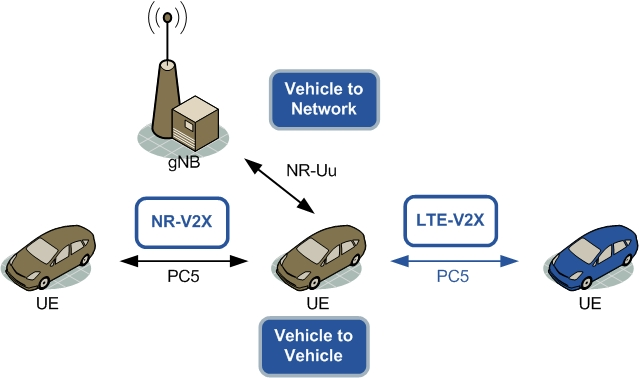 Vehicle to
Network
gNB
NR-Uu
NR-V2X
LTE-V2X
PC5
PC5
UE
UE
UE
Vehicle to
Vehicle